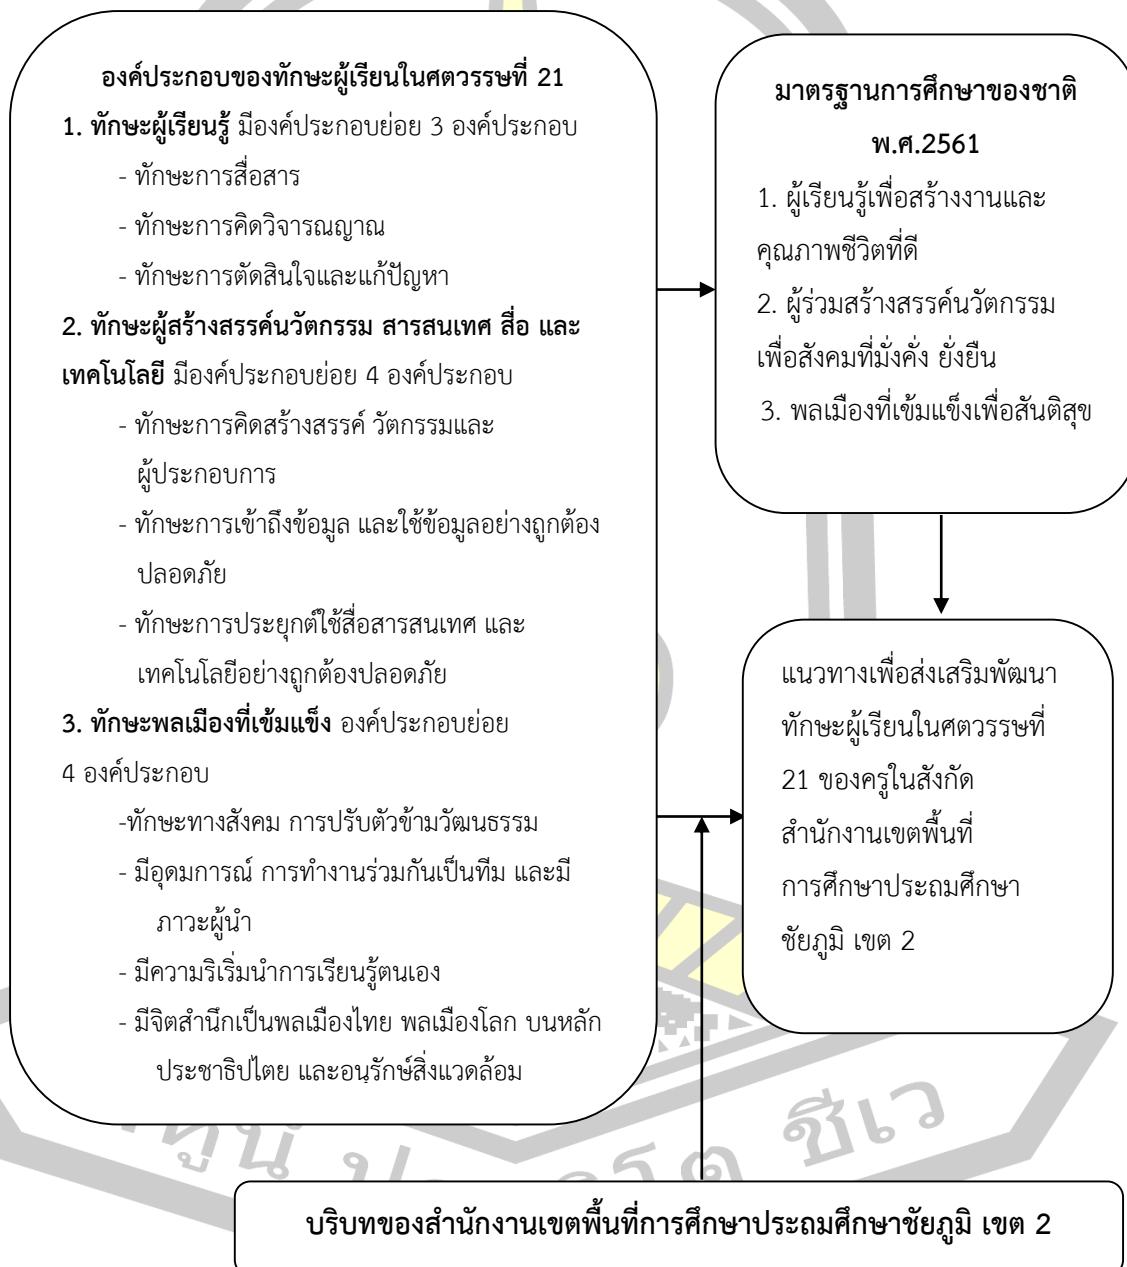 องค์ประกอบของทักษะผู้เรียนในศตวรรษที่ 21
1. ทักษะผู้เรียนรู้ มีองค์ประกอบย่อย 3 องค์ประกอบ
- ทักษะการสื่อสาร
- ทักษะการคิดวิจารณญาณ
- ทักษะการตัดสินใจและแก้ปัญหา
2. ทักษะผู้สร้างสรรค์นวัตกรรม สารสนเทศ สื่อ และ
เทคโนโลยี มีองค์ประกอบย่อย 4 องค์ประกอบ
- ทักษะการคิดสร้างสรรค์ วัตกรรมและ
ผู้ประกอบการ
- ทักษะการเข้าถึงข้อมูล และใช้ข้อมูลอย่างถูกต้อง
ปลอดภัย
- ทักษะการประยุกต์ใช้สื่อสารสนเทศ และ
เทคโนโลยีอย่างถูกต้องปลอดภัย
3. ทักษะพลเมืองที่เข้มแข็ง องค์ประกอบย่อย
4 องค์ประกอบ
-ทักษะทางสังคม การปรับตัวข้ามวัฒนธรรม
- มีอุดมการณ์ การทำงานร่วมกันเป็นทีม และมี
ภาวะผู้นำ
- มีความริเริ่มนำการเรียนรู้ตนเอง
- มีจิตสำนึกเป็นพลเมืองไทย พลเมืองโลก บนหลัก
ประชาธิปไตย และอนุรักษ์สิ่งแวดล้อม
มาตรฐานการศึกษาของชาติ
พ.ศ.2561
1. ผู้เรียนรู้เพื่อสร้างงานและ
คุณภาพชีวิตที่ดี
2. ผู้ร่วมสร้างสรรค์นวัตกรรม
เพื่อสังคมที่มั่งคั่ง ยั่งยืน
3. พลเมืองที่เข้มแข็งเพื่อสันติสุข
แนวทางเพื่อส่งเสริมพัฒนา
ทักษะผู้เรียนในศตวรรษที่
21 ของครูในสังกัด
สำนักงานเขตพื้นที่
การศึกษาประถมศึกษา
ชัยภูมิ เขต 2
ชีเว
บริบทของสำนักงานเขตพื้นที่การศึกษาประถมศึกษาชัยภูมิ เขต 2